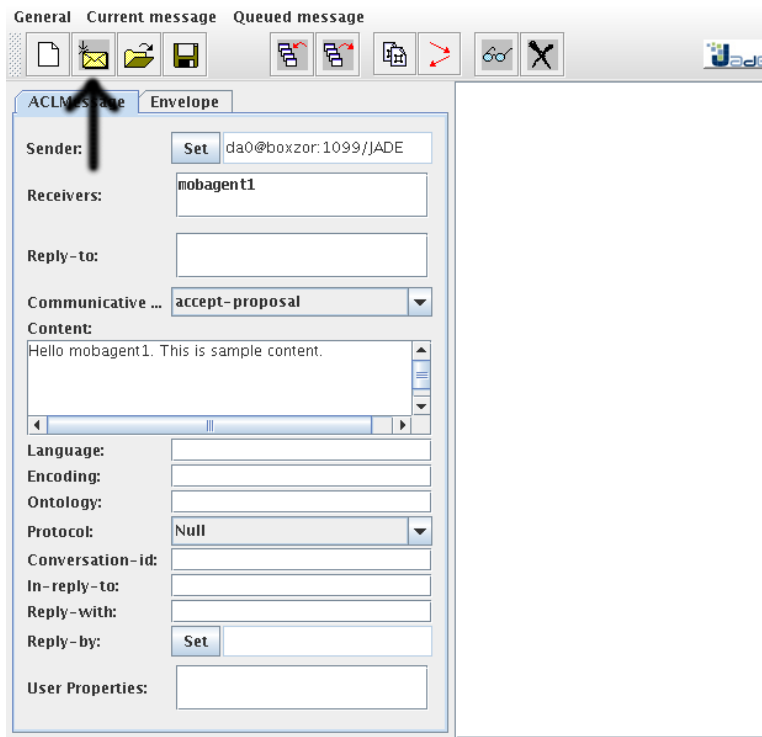 General Current message Queued message
Jade
ACLMessage Envelope
Sender: Set da0@boxzor:1099/JADE
Receivers: mobagent1
Reply-to:
Communicative ... accept-proposal
Content:
Hello mobagent1. This is sample content.
Language:
Encoding:
Ontology:
Protocol: Null
Conversation-id:
In-reply-to:
Reply-with:
Reply-by: Set
User Properties: